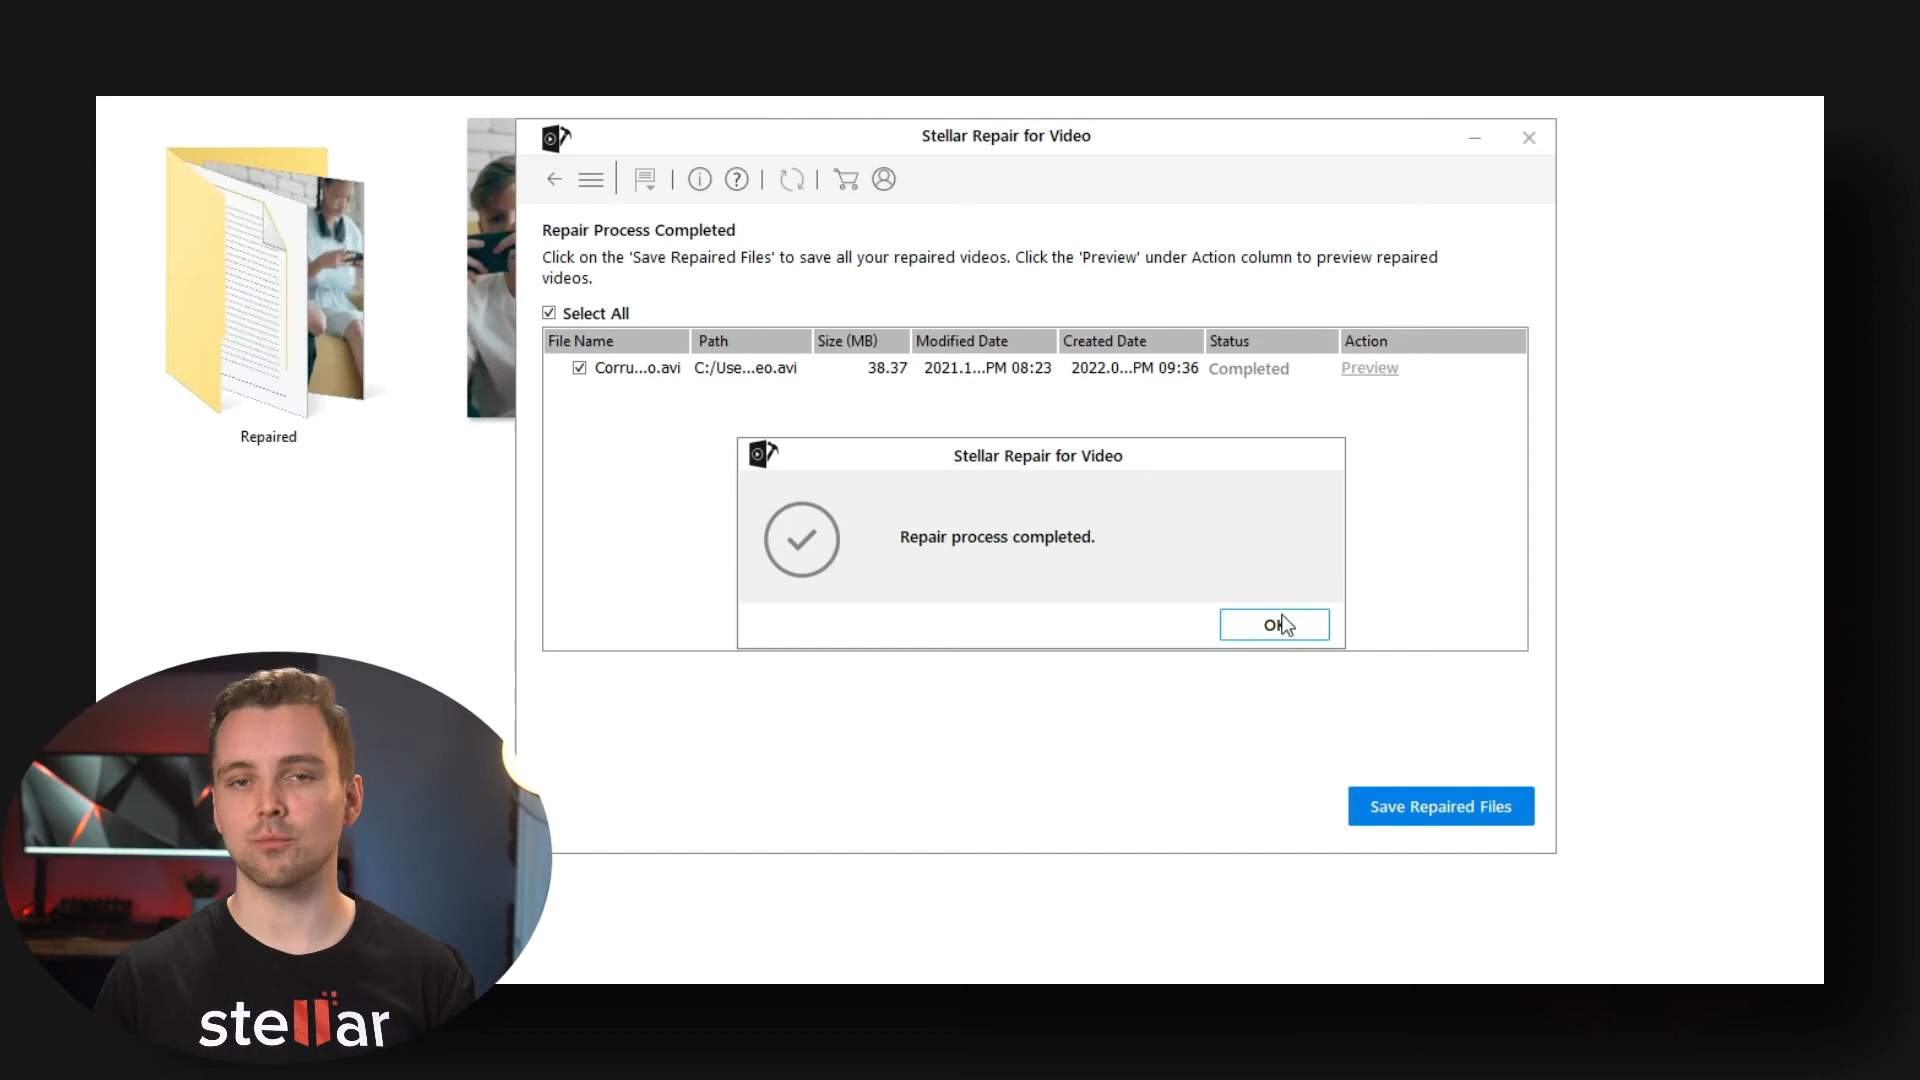 Stellar Repair for Video
Repair Process Completed
Click on the 'Save Repaired Files' to save all your repaired videos. Click the 'Preview' under Action column to preview repaired
videos.
Select All
File Name Path Size (MB) Modified Date Created Date Status Action
Corru...o.avi C:/Use...eo.avi 38.37 2021.1...PM 08:23 2022.0...PM 09:36 Completed Preview
Repaired
Stellar Repair for Video
Repair process completed.
OK
Save Repaired Files
stellar